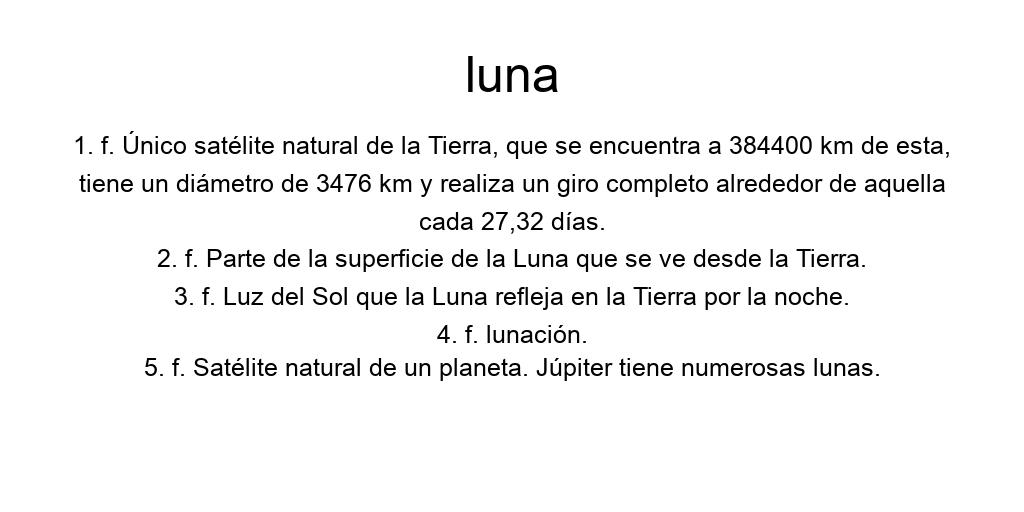 luna
1. f. Único satélite natural de la Tierra, que se encuentra a 384400 km de esta,
tiene un diámetro de 3476 km y realiza un giro completo alrededor de aquella
cada 27,32 días.
2. f. Parte de la superficie de la Luna que se ve desde la Tierra.
3. f. Luz del Sol que la Luna refleja en la Tierra por la noche.
4. f. lunación.
5. f. Satélite natural de un planeta. Júpiter tiene numerosas lunas.